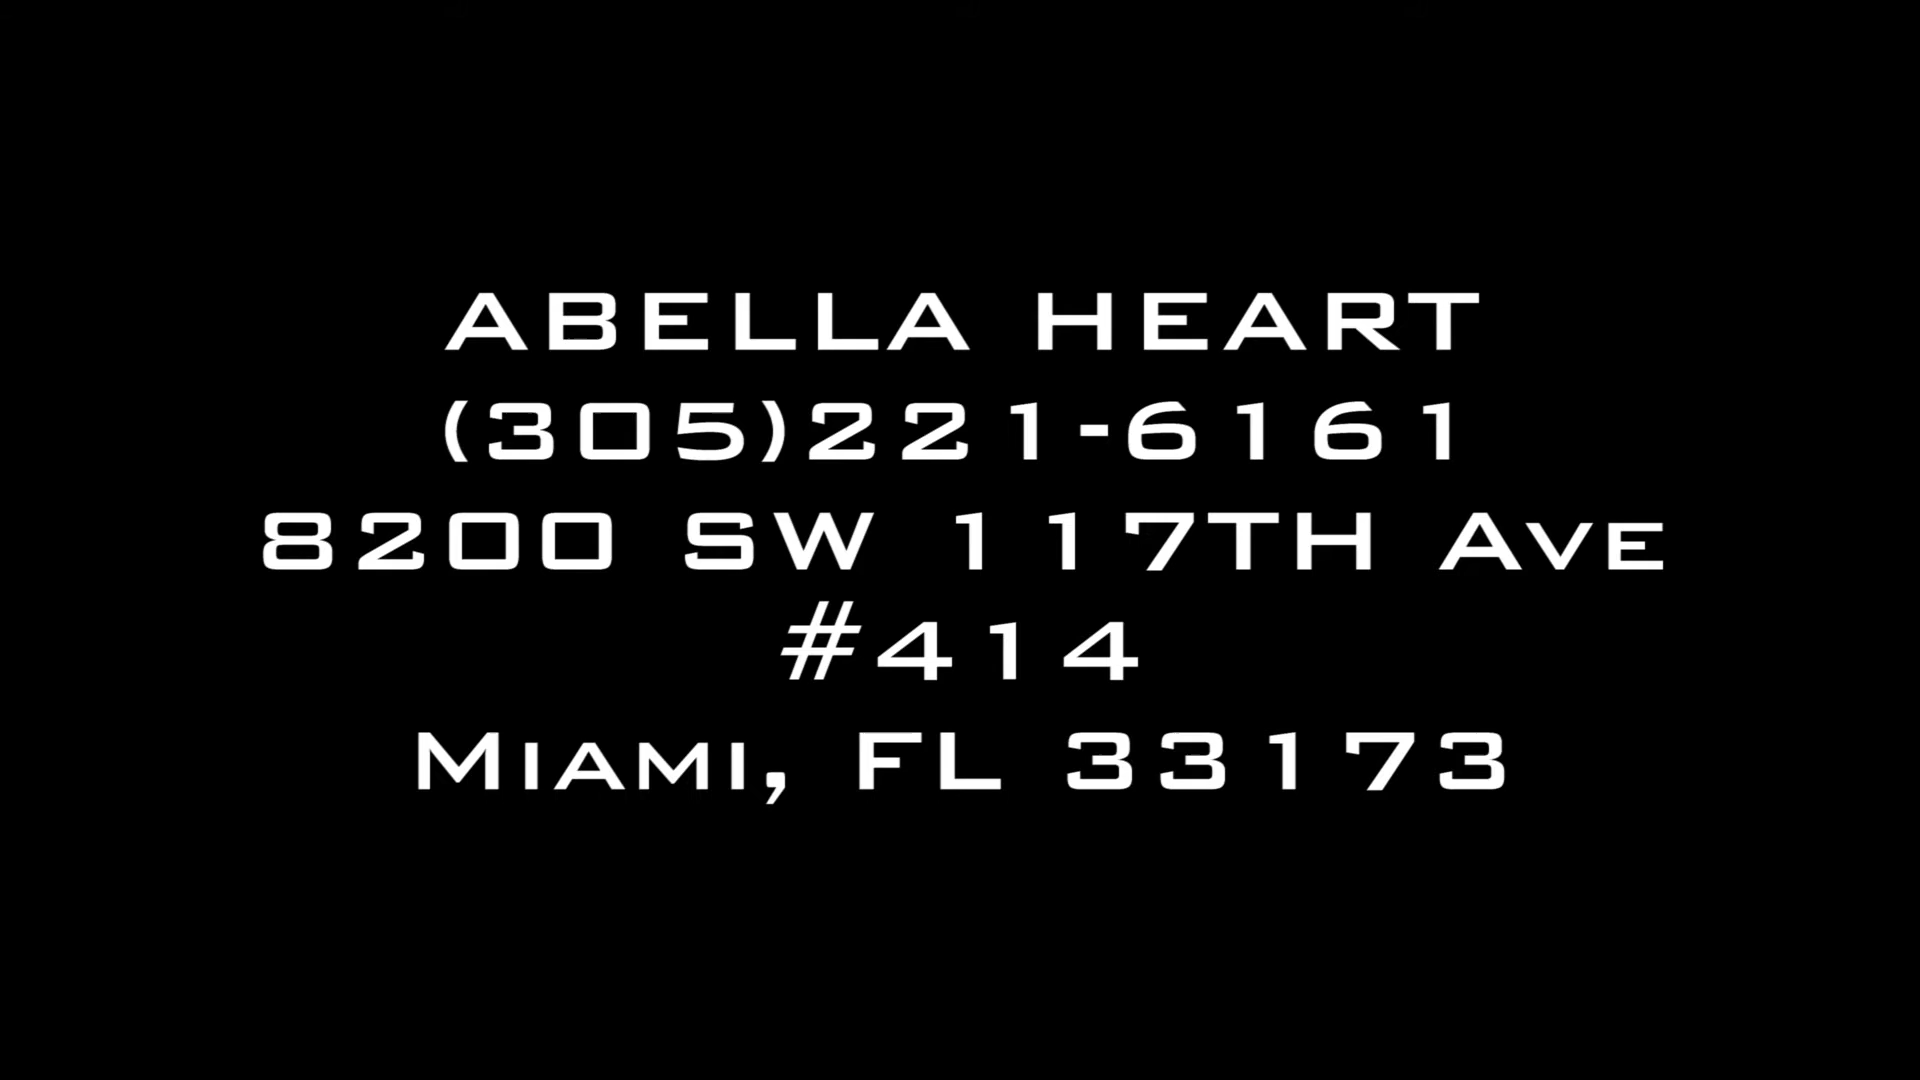 ABELLA HEART
(305)221-6161
8200 SW 117TH Ave
#414
Miami, FL 33173